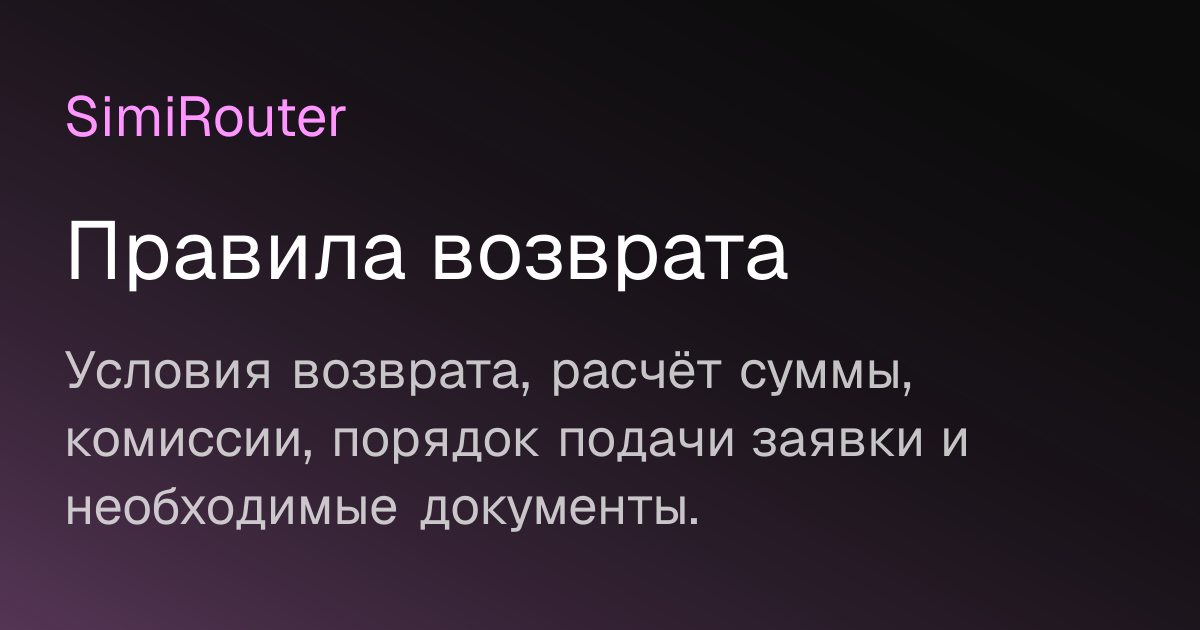 SimiRouter
Правила возврата
Условия возврата, расчёт суммы,
комиссии, порядок подачи заявки и
необходимые документы.